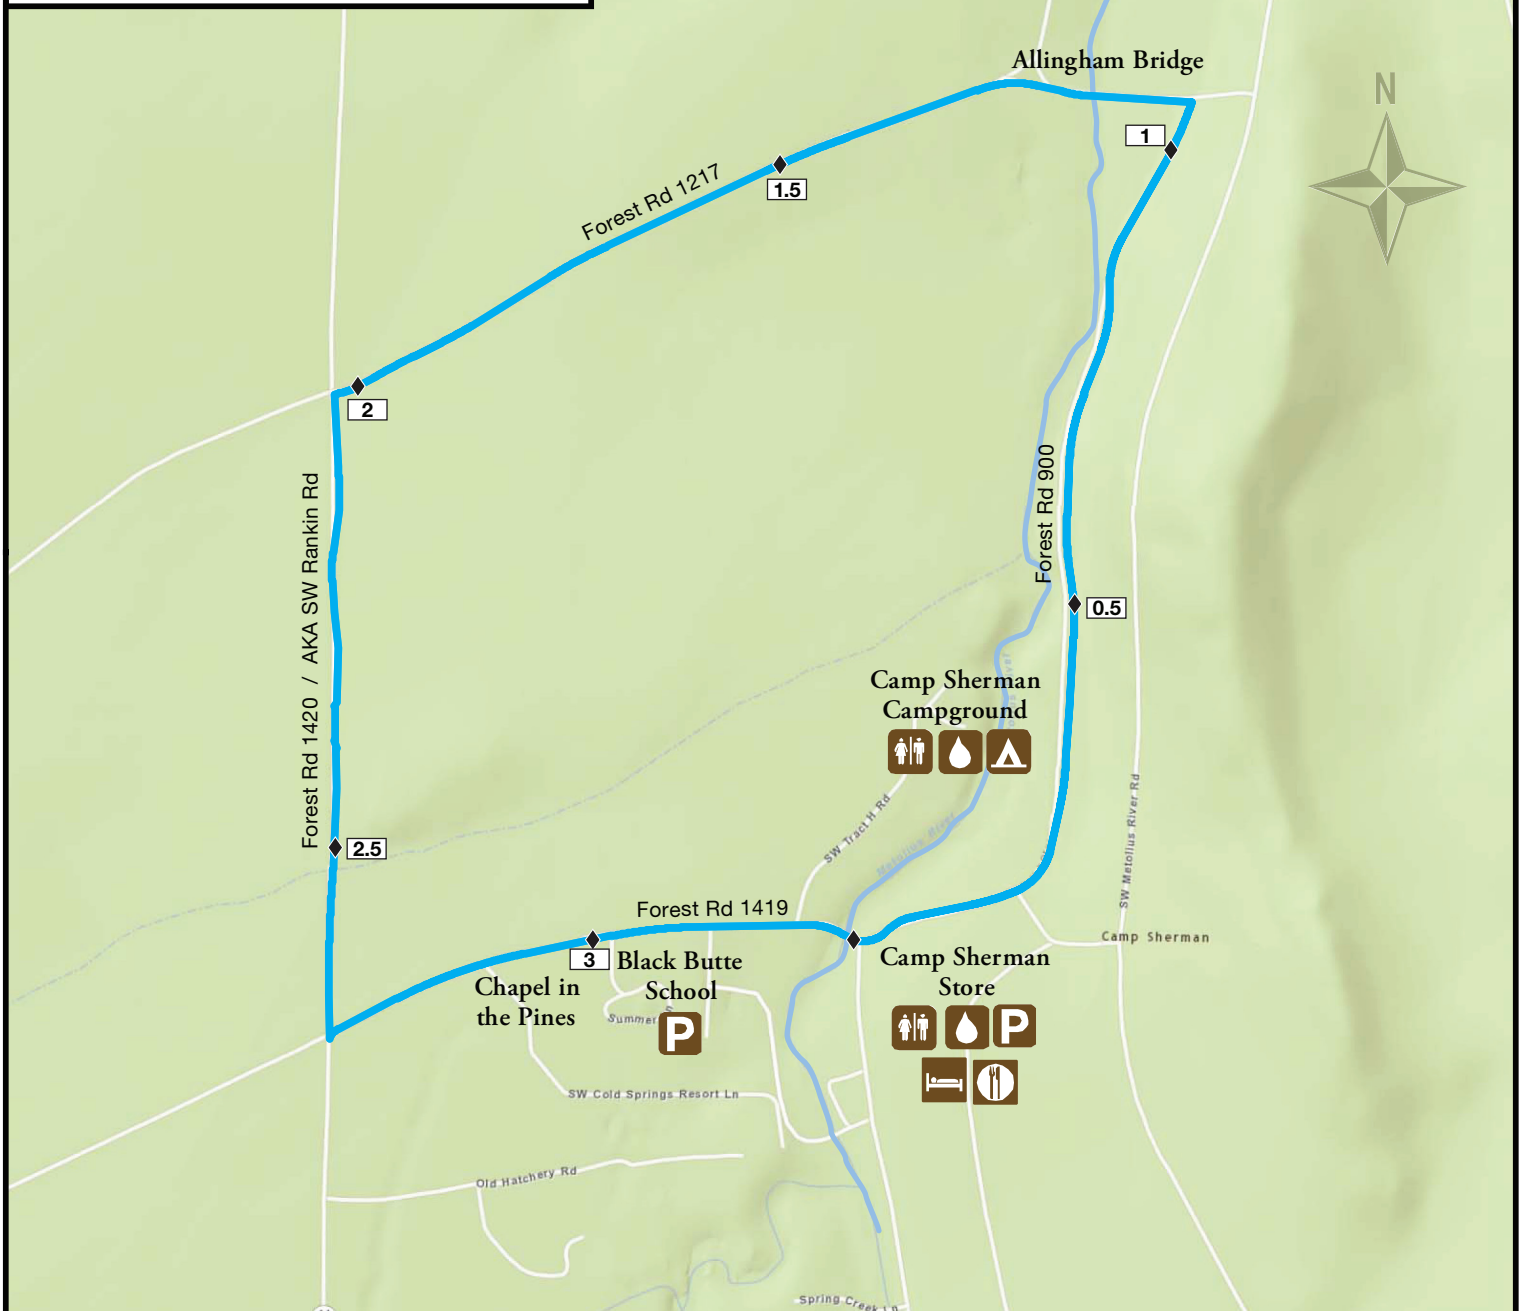 Allingham Bridge
N
1
1.5
Forest Rd 1217
2
Forest Rd 1420 / AKA SW Rankin Rd
Forest Rd 900
0.5
Camp Sherman
Campground
SW Tract H Rd
SW Metolius River Rd
Metolius River
2.5
Forest Rd 1419
Camp Sherman
3
Black Butte
School
Camp Sherman
Store
Chapel in
the Pines
Summer
P
P
SW Cold Springs Resort Ln
Old Hatchery Rd
Spring Creek Ln